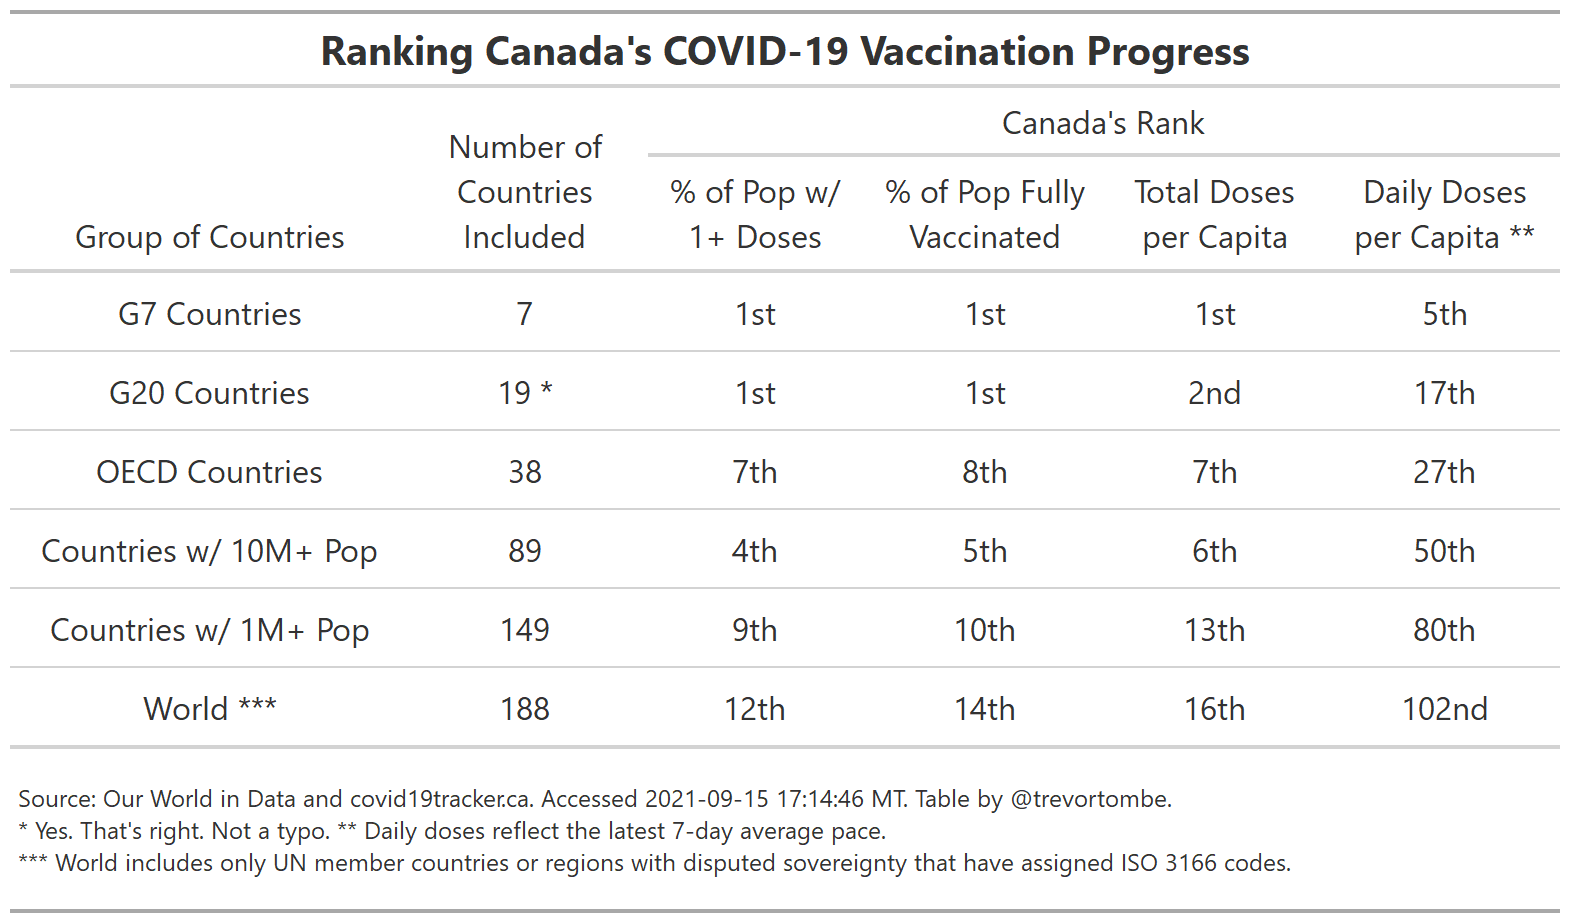 Ranking Canada's COVID-19 Vaccination Progress
Canada's Rank
Number of
Countries
Included
Group of Countries
% of Pop w/
1+ Doses
% of Pop Fully
Vaccinated
Total Doses
per Capita
Daily Doses
per Capita **
G7 Countries 7 1st 1st 1st 5th
G20 Countries 19 * 1st 1st 2nd 17th
OECD Countries 38 7th 8th 7th 27th
Countries w/ 10M+ Pop 89 4th 5th 6th 50th
Countries w/ 1M+ Pop 149 9th 10th 13th 80th
World *** 188 12th 14th 16th 102nd
Source: Our World in Data and covid19tracker.ca. Accessed 2021-09-15 17:14:46 MT. Table by @trevortombe.
* Yes. That's right. Not a typo. ** Daily doses reflect the latest 7-day average pace.
*** World includes only UN member countries or regions with disputed sovereignty that have assigned ISO 3166 codes.